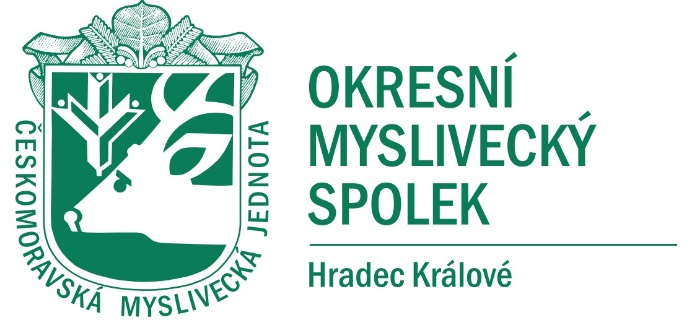 ČESKOMORAVSKÁ MYSLIVECKÁ JEDNOTA
OKRESNÍ
MYSLIVECKÝ
SPOLEK
Hradec Králové